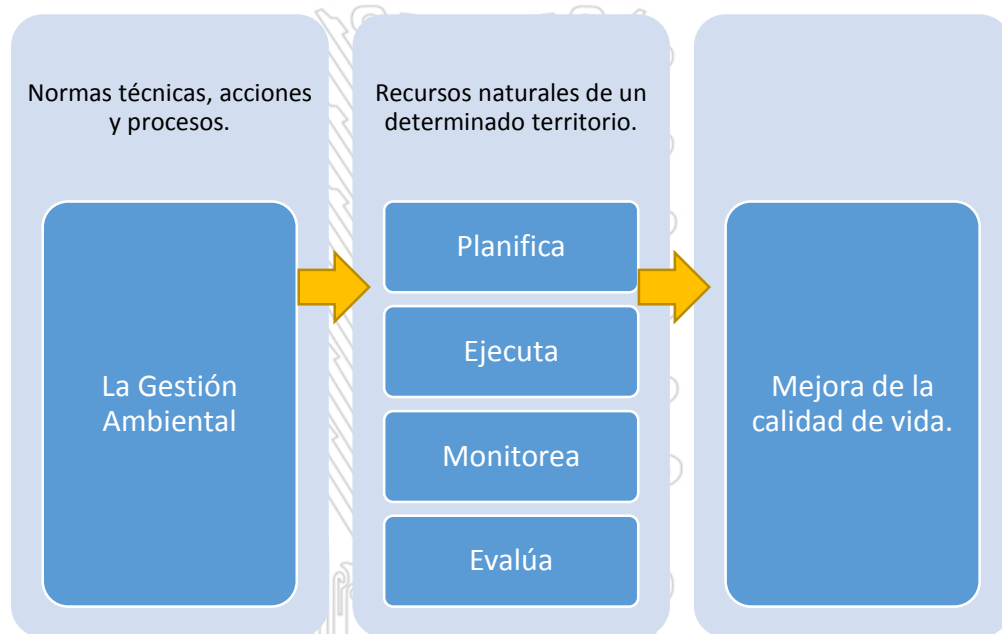 Normas técnicas, acciones
y procesos.
La Gestión
Ambiental
Recursos naturales de un
determinado territorio.
Planifica
Ejecuta
Monitorea
Evalúa
Mejora de la
calidad de vida.